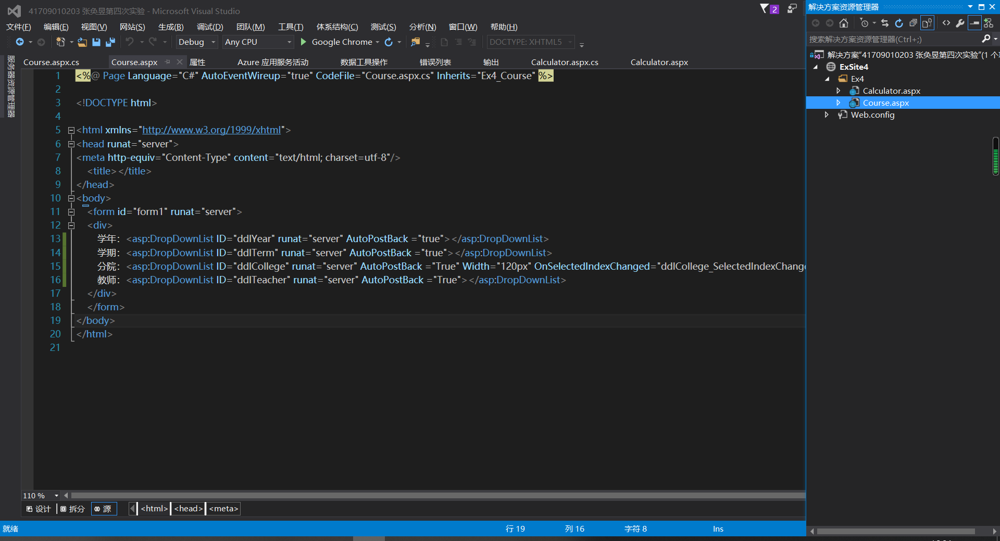 41709010203 张奂昱第四次实验 - Microsoft Visual Studio
2
文件(F) 编辑(E) 视图(V) 网站(S) 生成(B) 调试(D) 团队(M) 工具(T) 体系结构(C) 测试(S) 分析(N) 窗口(W) 帮助(H)
Debug Any CPU Google Chrome DOCTYPE: XHTML5
服务器资源管理器
Course.aspx.cs Course.aspx 属性 Azure 应用服务活动 数据工具操作 错误列表 输出 Calculator.aspx.cs Calculator.aspx
1 <%@ Page Language="C#" AutoEventWireup="true" CodeFile="Course.aspx.cs" Inherits="Ex4_Course" %>
2
3 <!DOCTYPE html>
4
5 <html xmlns="http://www.w3.org/1999/xhtml">
6 <head runat="server">
7 <meta http-equiv="Content-Type" content="text/html; charset=utf-8"/>
8 <title></title>
9 </head>
10 <body>
11 <form id="form1" runat="server">
12 <div>
13 学年：<asp:DropDownList ID="ddlYear" runat="server" AutoPostBack ="true"></asp:DropDownList>
14 学期：<asp:DropDownList ID="ddlTerm" runat="server" AutoPostBack ="true"></asp:DropDownList>
15 分院：<asp:DropDownList ID="ddlCollege" runat="server" AutoPostBack ="True" Width="120px" OnSelectedIndexChanged="ddlCollege_SelectedIndexChange
16 教师：<asp:DropDownList ID="ddlTeacher" runat="server" AutoPostBack ="True"></asp:DropDownList>
17 </div>
18 </form>
19 </body>
20 </html>
21
110 %
设计 拆分 源 <html> <head> <meta>
就绪 行 19 列 16 字符 8 Ins
解决方案资源管理器
搜索解决方案资源管理器(Ctrl+;)
解决方案"41709010203 张奂昱第四次实验"(1 个
ExSite4
Ex4
Calculator.aspx
Course.aspx
Web.config